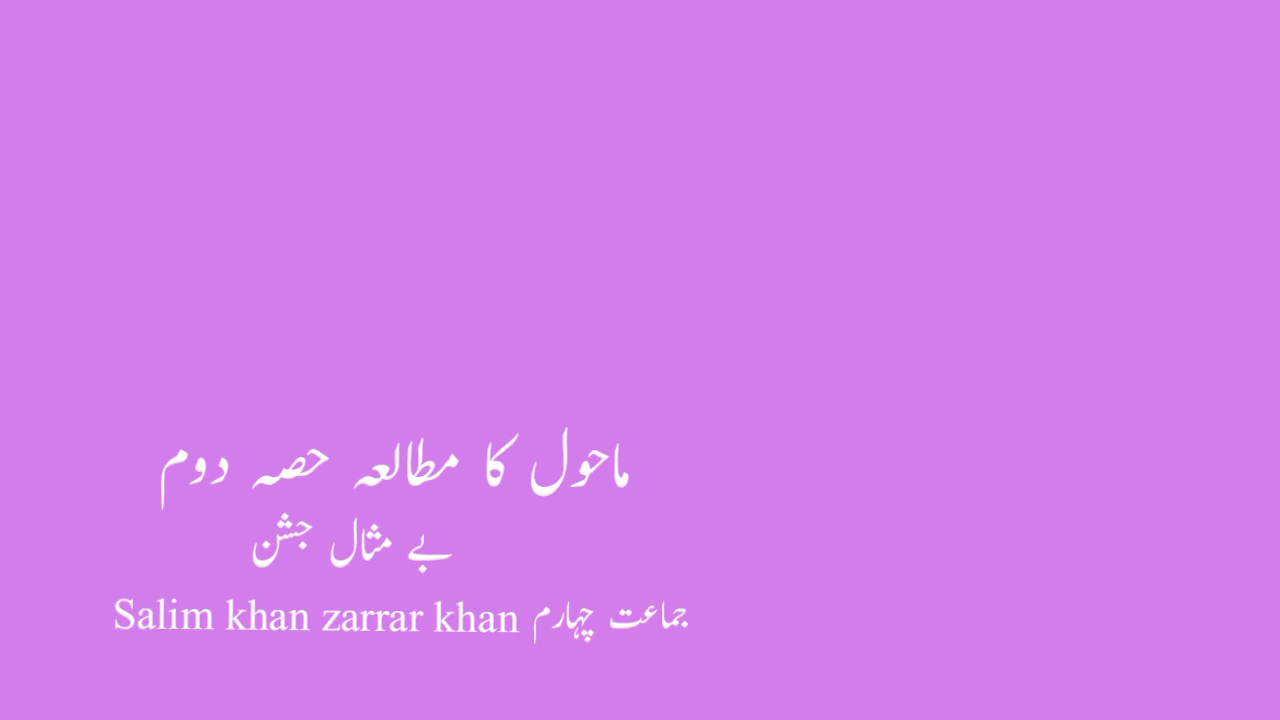 ماحول کا مطالعہ حصہ دوم
بے مثال جشن
جماعت چہارم Salim khan zarrar khan